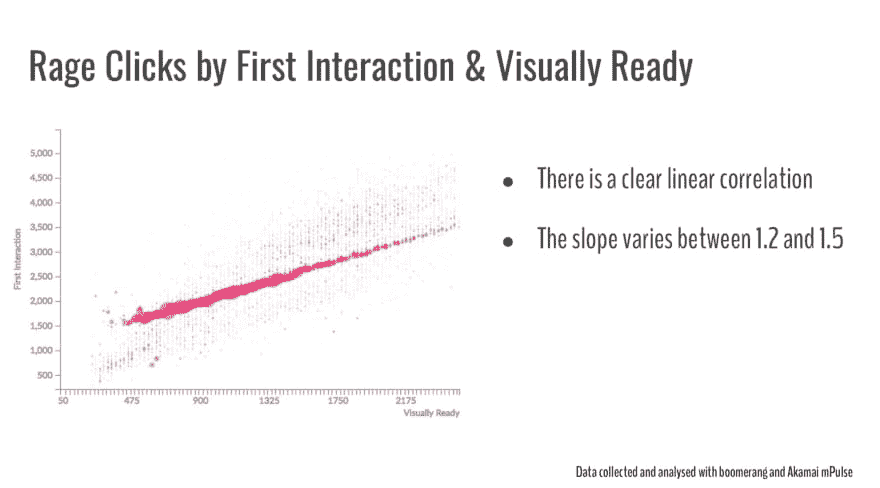 Rage Clicks by First Interaction & Visually Ready
5,000
4,500
4,000
3,500
3,000
2,500
2,000
1,500
1,000
500
First Interaction
50 475 900 1325 1750 2175
Visually Ready
● There is a clear linear correlation
● The slope varies between 1.2 and 1.5
Data collected and analysed with boomerang and Akamai mPulse